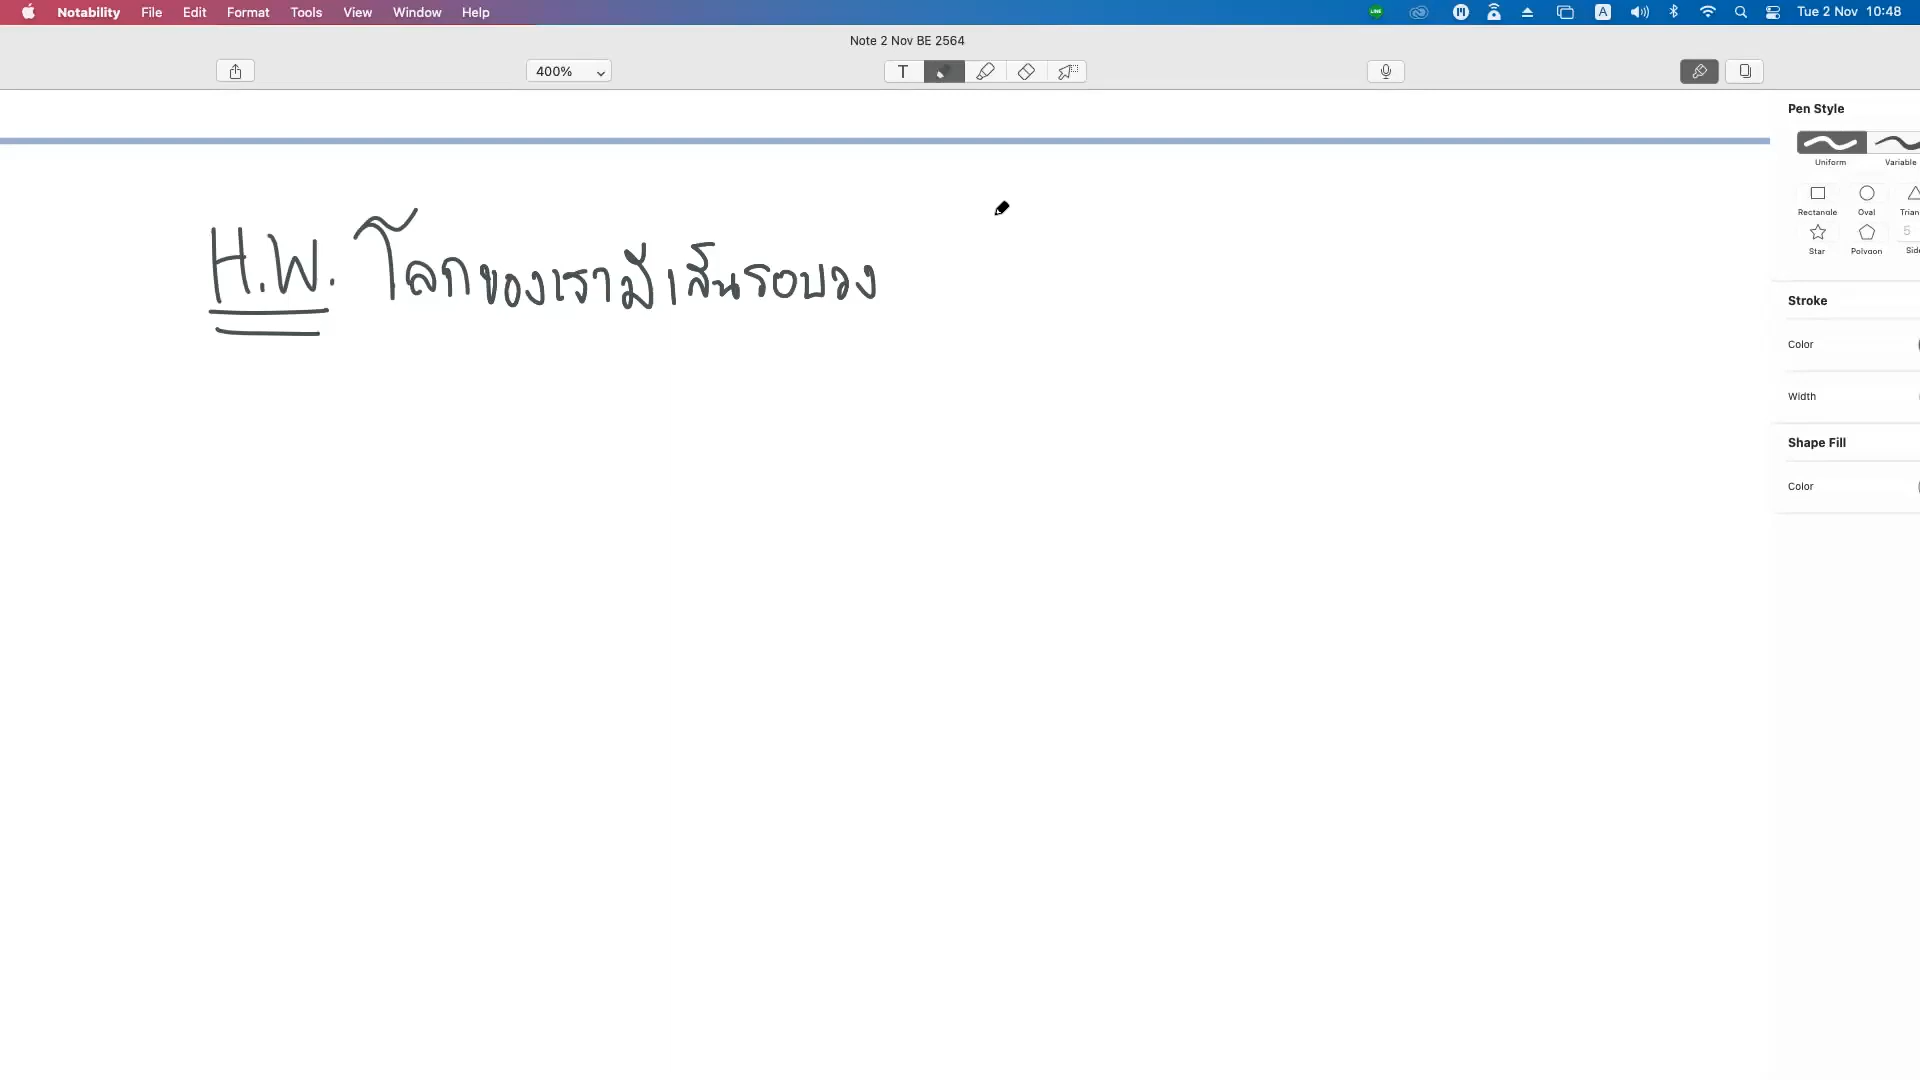 Notability File Edit Format Tools View Window Help LINE A Tue 2 Nov 10:48
Note 2 Nov BE 2564
400% T
Pen Style
Uniform Variable
Rectangle Oval
5
Star Polygon
H.W. โลกของเรามีเส้นรอบวง
Stroke
Color
Width
Shape Fill
Color